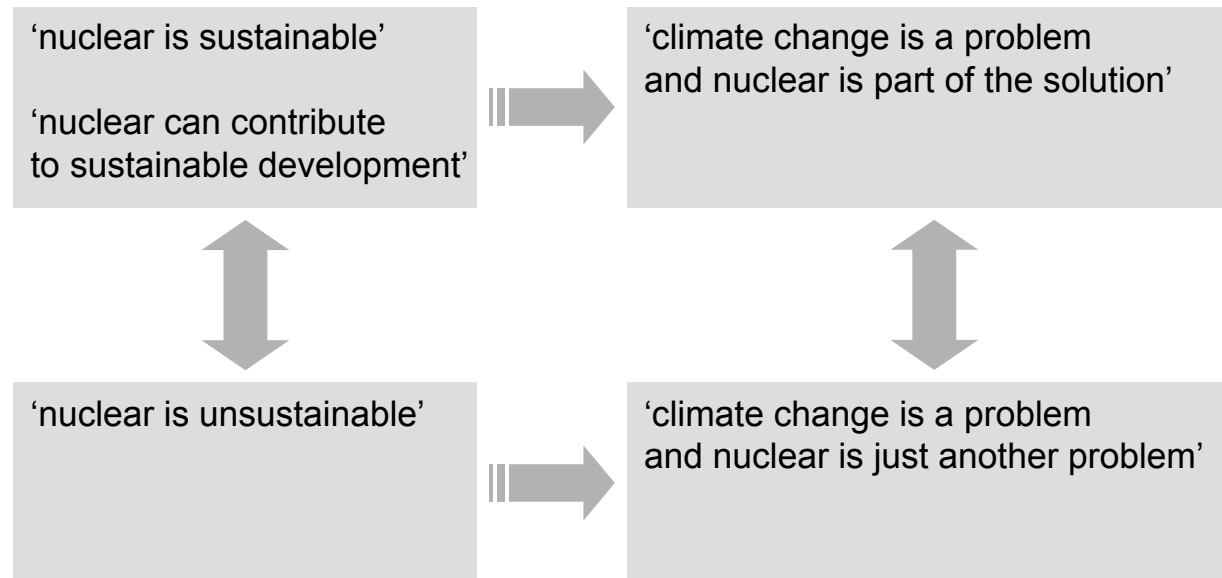 ‘nuclear is sustainable’
‘nuclear can contribute
to sustainable development’
‘climate change is a problem
and nuclear is part of the solution’
‘nuclear is unsustainable’
‘climate change is a problem
and nuclear is just another problem’